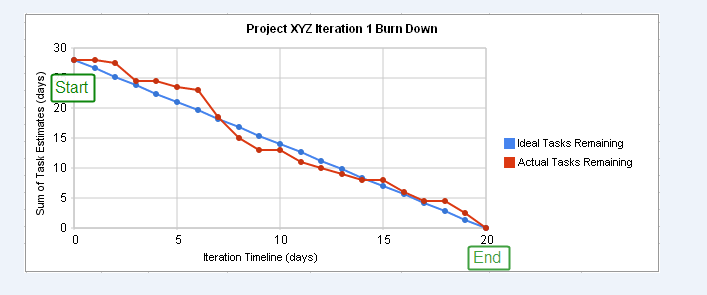 Project XYZ Iteration 1 Burn Down
Sum of Task Estimates (days)
30
Start
20
15
10
5
0
0 5 10 15 20
Iteration Timeline (days)
End
Ideal Tasks Remaining
Actual Tasks Remaining